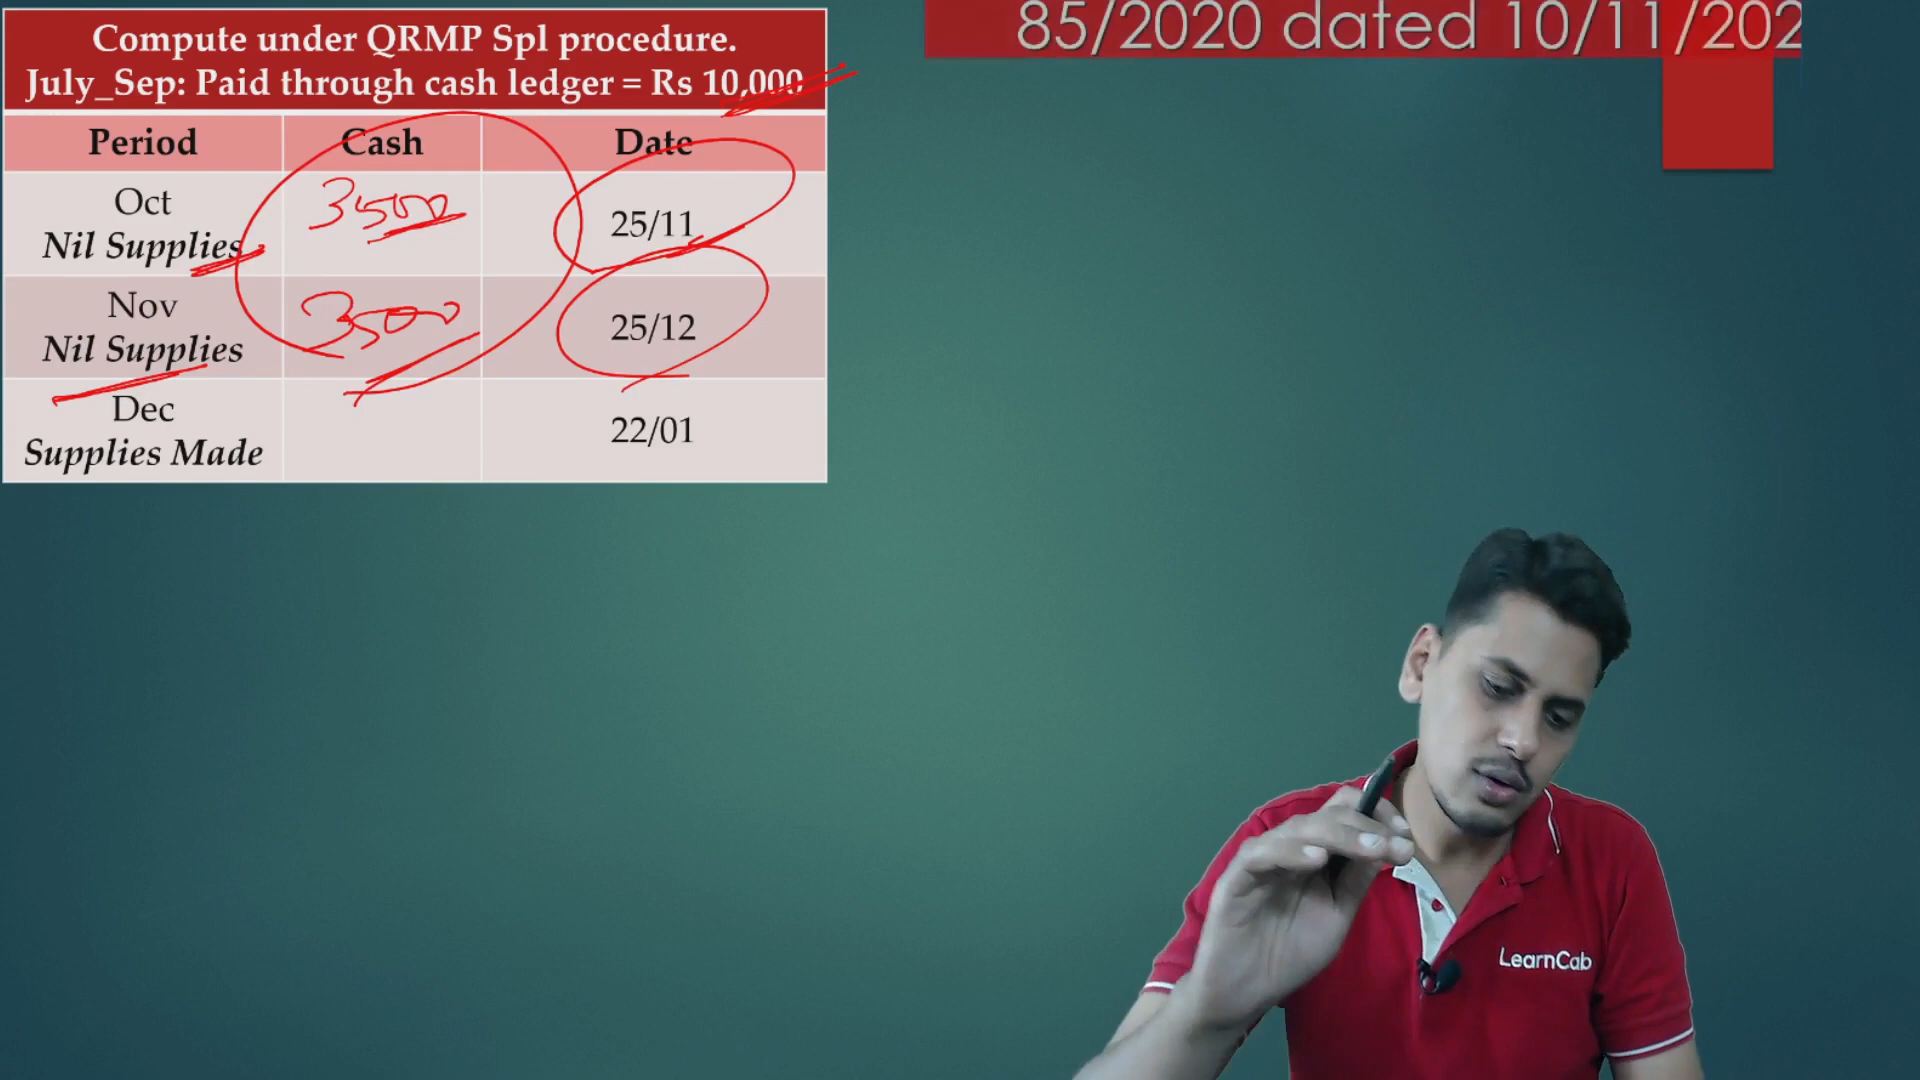 85/2020 dated 10/11/202
Compute under QRMP Spl procedure.
July_Sep: Paid through cash ledger = Rs 10,000
Period Cash Date
Oct
Nil Supplies 3500 25/11
Nov
Nil Supplies 3500 25/12
Dec
Supplies Made 22/01
LearnCab